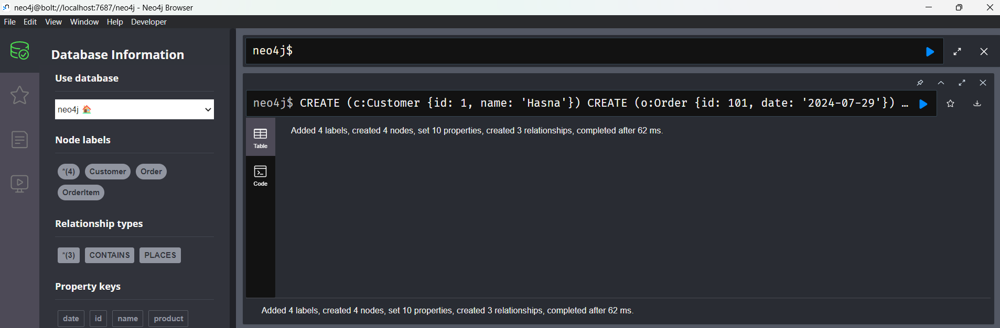 neo4j@bolt://localhost:7687/neo4j - Neo4j Browser
File Edit View Window Help Developer
Database Information
Use database
neo4j 🏠
Node labels
*(4) Customer Order
OrderItem
Relationship types
*(3) CONTAINS PLACES
Property keys
date id name product
neo4j$
neo4j$ CREATE (c:Customer {id: 1, name: 'Hasna'}) CREATE (o:Order {id: 101, date: '2024-07-29'}) …
Table
Code
Added 4 labels, created 4 nodes, set 10 properties, created 3 relationships, completed after 62 ms.
Added 4 labels, created 4 nodes, set 10 properties, created 3 relationships, completed after 62 ms.